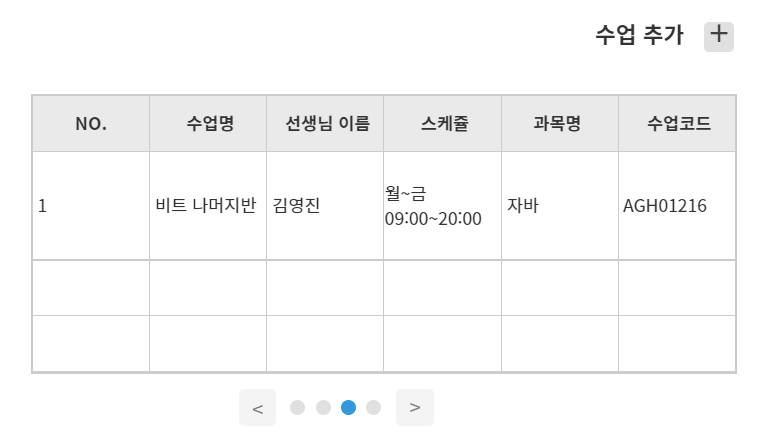 수업 추가 +
NO. 수업명 선생님 이름 스케쥴 과목명 수업코드
1 비트 나머지반 김영진 월~금 09:00~20:00 자바 AGH01216
< >